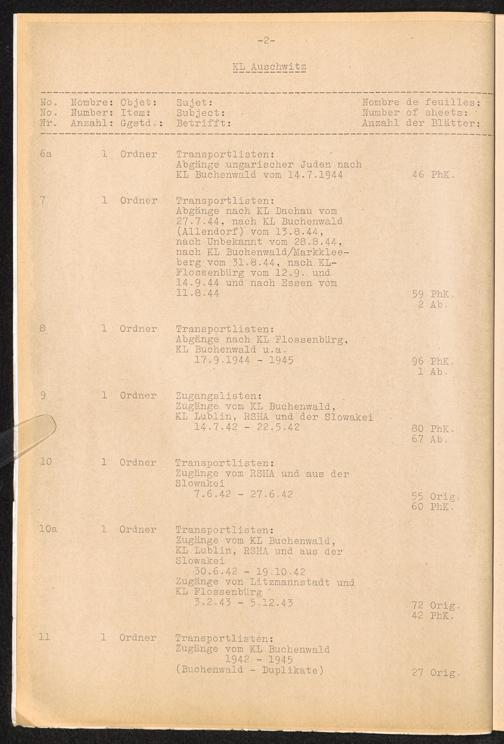 -2-
KL Auschwitz
No. Nombre: Objet: Sujet: Nombre de feuilles:
No. Number: Item: Subject: Number of sheets:
Nr. Anzahl: Ggstd.: Betrifft: Anzahl der Blätter:
6a 1 Ordner Transportlisten:
Abgänge ungarischer Juden nach
KL Buchenwald vom 14.7.1944 46 PhK.
7 1 Ordner Transportlisten:
Abgänge nach KL Dachau vom
27.7.44, nach KL Buchenwald
(Allendorf) vom 13.8.44,
nach Unbekannt vom 28.8.44,
nach KL Buchenwald/Markklee-
berg vom 31.8.44, nach KL-
Flossenbürg vom 12.9. und
14.9.44 und nach Essen vom
11.8.44 59 PhK.
2 Ab.
8 1 Ordner Transportlisten:
Abgänge nach KL Flossenbürg,
KL Buchenwald u.a.
17.9.1944 - 1945 96 PhK.
1 Ab.
9 1 Ordner Zugangslisten:
Zugänge vom KL Buchenwald,
KL Lublin, RSHA und der Slowakei
14.7.42 - 22.5.42 80 PhK.
67 Ab.
10 1 Ordner Transportlisten:
Zugänge vom RSHA und aus der
Slowakei
7.6.42 - 27.6.42 55 Orig.
60 PhK.
10a 1 Ordner Transportlisten:
Zugänge vom KL Buchenwald,
KL Lublin, RSHA und aus der
Slowakei
30.6.42 - 19.10.42
Zugänge von Litzmannstadt und
KL Flossenbürg
3.2.43 - 5.12.43 72 Orig.
42 PhK.
11 1 Ordner Transportlisten:
Zugänge vom KL Buchenwald
1942 - 1945
(Buchenwald - Duplikate) 27 Orig.